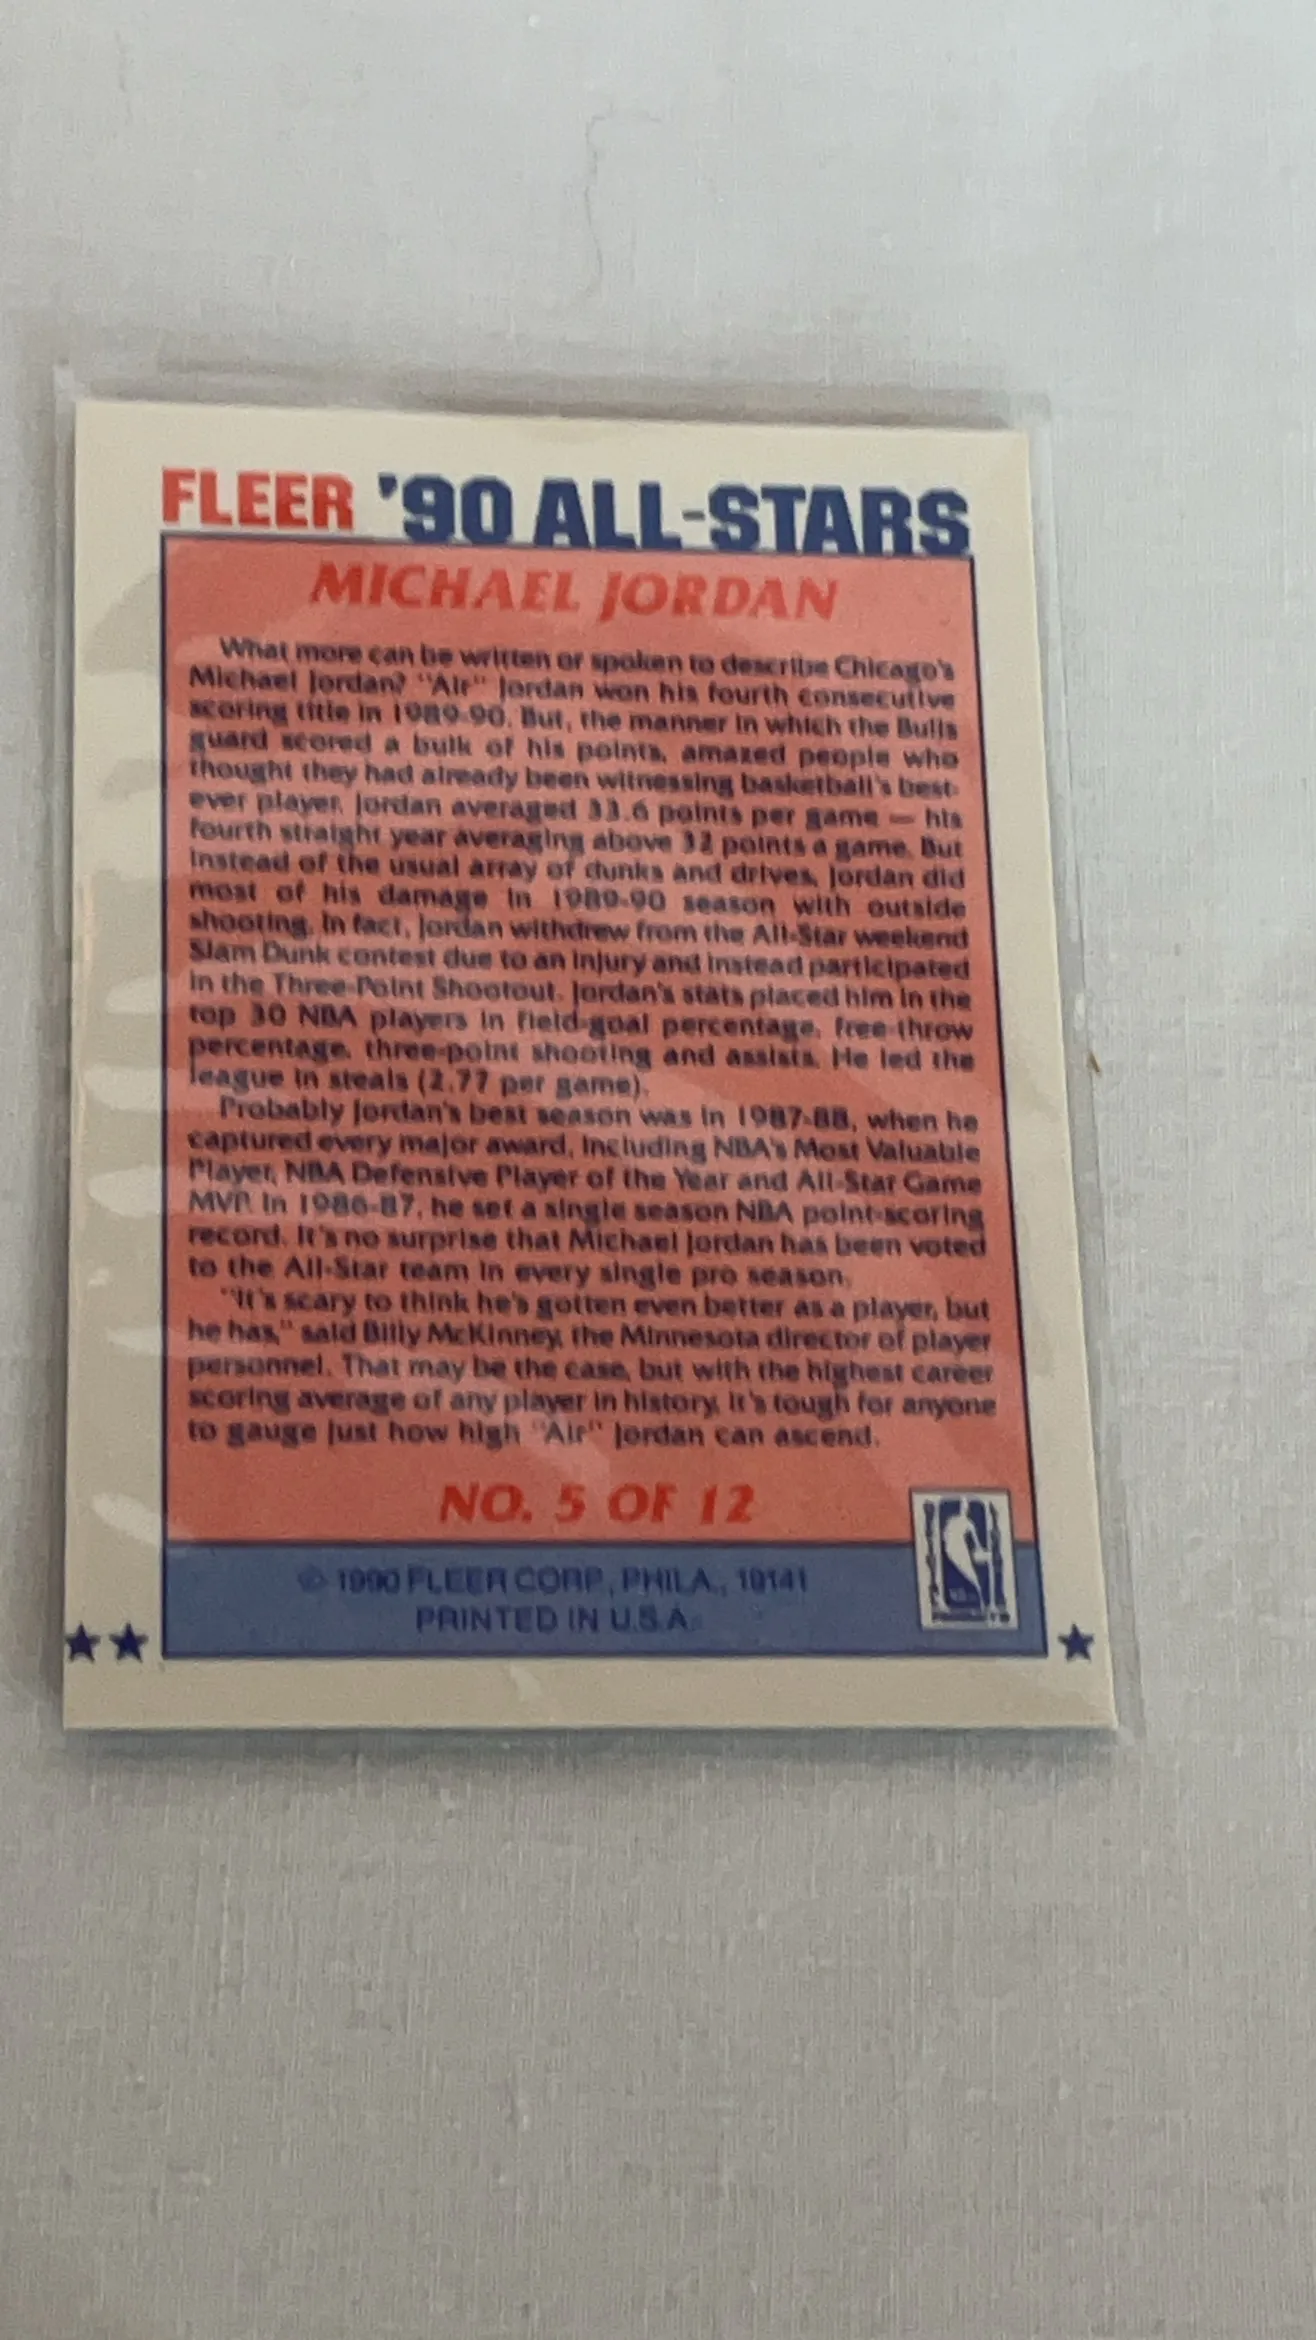 FLEER '90 ALL-STARS
MICHAEL JORDAN
What more can be written or spoken to describe Chicago's
Michael Jordan? "Air" Jordan won his fourth consecutive
scoring title in 1989-90. But, the manner in which the Bulls
guard scored a bulk of his points, amazed people who
thought they had already been witnessing basketball's best-
ever player. Jordan averaged 33.6 points per game — his
fourth straight year averaging above 32 points a game. But
instead of the usual array of dunks and drives, Jordan did
most of his damage in 1989-90 season with outside
shooting. In fact, Jordan withdrew from the All-Star weekend
Slam Dunk contest due to an injury and instead participated
in the Three-Point Shootout. Jordan's stats placed him in the
top 30 NBA players in field-goal percentage, free-throw
percentage, three-point shooting and assists. He led the
league in steals (2.77 per game).
Probably Jordan's best season was in 1987-88, when he
captured every major award, including NBA's Most Valuable
Player, NBA Defensive Player of the Year and All-Star Game
MVP. In 1986-87, he set a single season NBA point-scoring
record. It's no surprise that Michael Jordan has been voted
to the All-Star team in every single pro season.
"It's scary to think he's gotten even better as a player, but
he has," said Billy McKinney, the Minnesota director of player
personnel. That may be the case, but with the highest career
scoring average of any player in history, it's tough for anyone
to gauge just how high "Air" Jordan can ascend.
NO. 5 OF 12
© 1990 FLEER CORP., PHILA., 19141
PRINTED IN U.S.A.